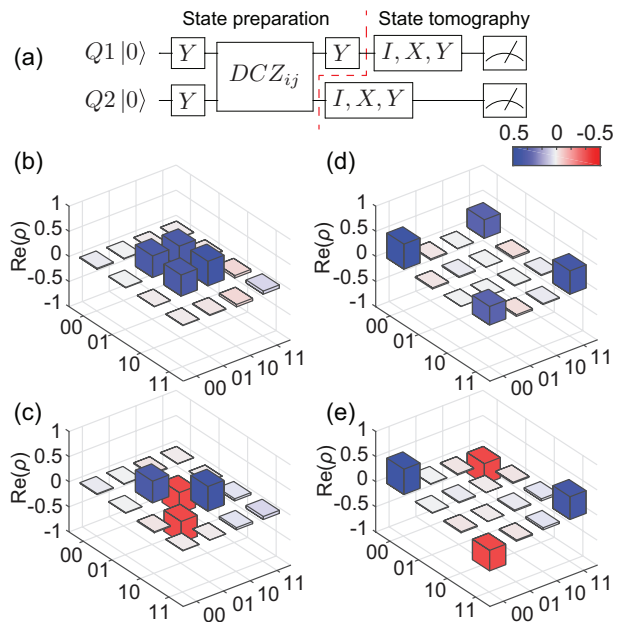 State preparation
State tomography
(a)
Q1 |0⟩
Y
DCZ_{ij}
Y
I, X, Y
Q2 |0⟩
Y
I, X, Y
0.5
0
-0.5
(b)
Re(ρ)
1
0.5
0
-0.5
-1
00
01
10
11
00
01
10
11
(d)
Re(ρ)
1
0.5
0
-0.5
-1
00
01
10
11
00
01
10
11
(c)
Re(ρ)
1
0.5
0
-0.5
-1
00
01
10
11
00
01
10
11
(e)
Re(ρ)
1
0.5
0
-0.5
-1
00
01
10
11
00
01
10
11